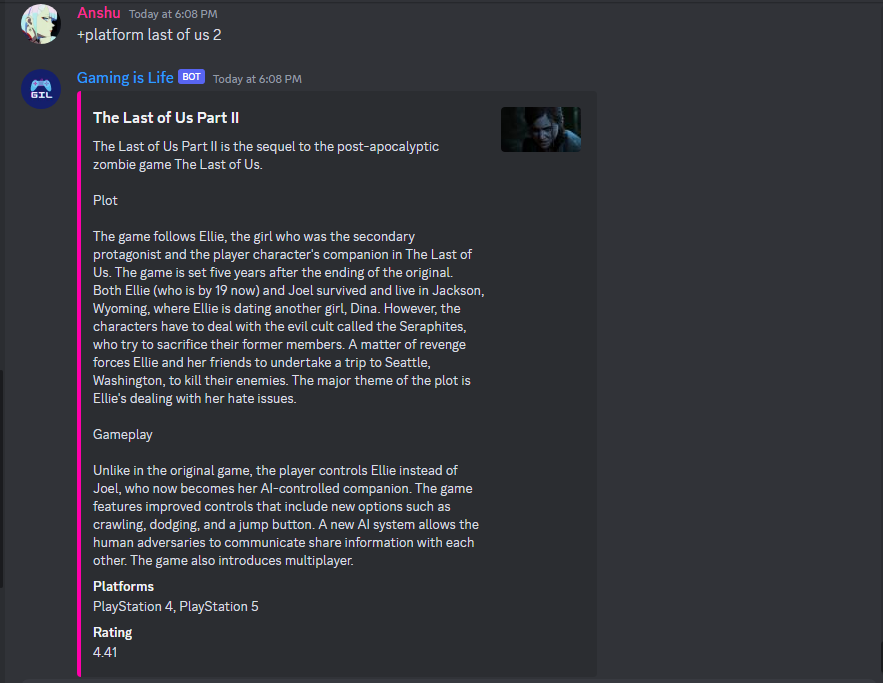 Anshu Today at 6:08 PM
+platform last of us 2
GIL
Gaming is Life BOT Today at 6:08 PM
The Last of Us Part II
The Last of Us Part II is the sequel to the post-apocalyptic
zombie game The Last of Us.
Plot
The game follows Ellie, the girl who was the secondary
protagonist and the player character's companion in The Last of
Us. The game is set five years after the ending of the original.
Both Ellie (who is by 19 now) and Joel survived and live in Jackson,
Wyoming, where Ellie is dating another girl, Dina. However, the
characters have to deal with the evil cult called the Seraphites,
who try to sacrifice their former members. A matter of revenge
forces Ellie and her friends to undertake a trip to Seattle,
Washington, to kill their enemies. The major theme of the plot is
Ellie's dealing with her hate issues.
Gameplay
Unlike in the original game, the player controls Ellie instead of
Joel, who now becomes her AI-controlled companion. The game
features improved controls that include new options such as
crawling, dodging, and a jump button. A new AI system allows the
human adversaries to communicate share information with each
other. The game also introduces multiplayer.
Platforms
PlayStation 4, PlayStation 5
Rating
4.41